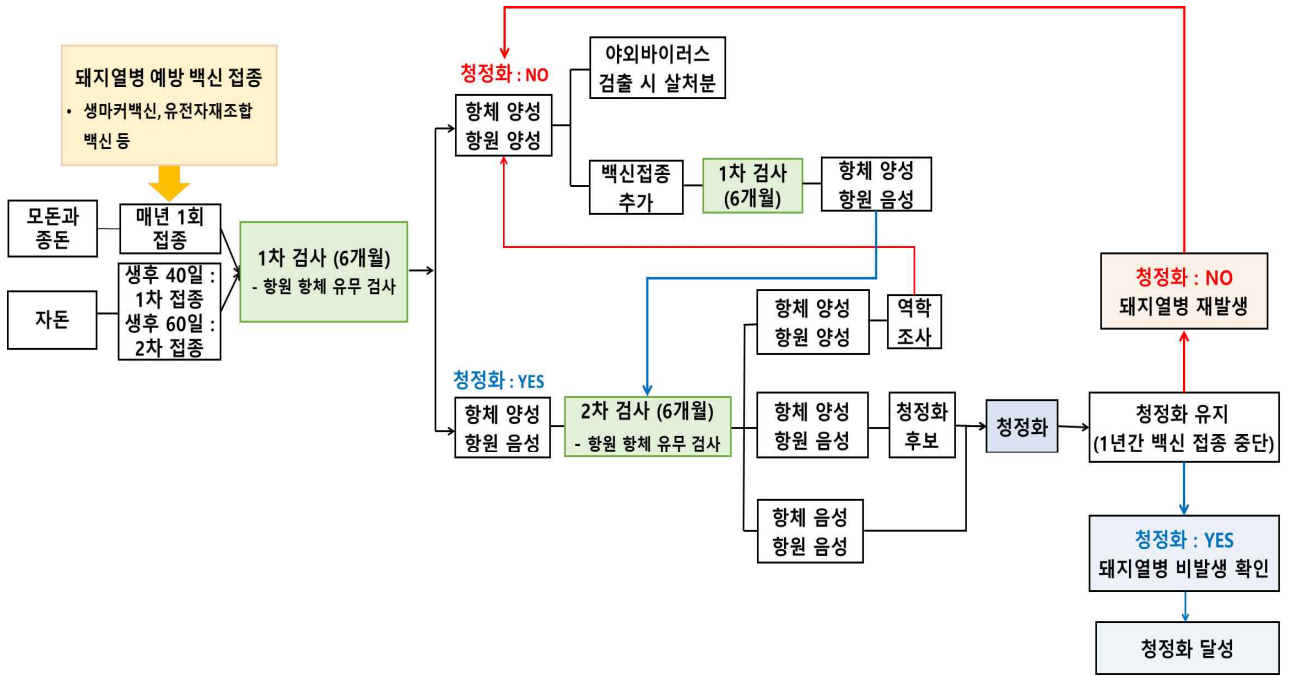 돼지열병 예방 백신 접종
• 생마커백신, 유전자재조합
백신 등
모돈과
종돈
매년 1회
접종
자돈
생후 40일 :
1차 접종
생후 60일 :
2차 접종
1차 검사 (6개월)
- 항원 항체 유무 검사
청정화 : NO
항체 양성
항원 양성
야외바이러스
검출 시 살처분
백신접종
추가
1차 검사
(6개월)
항체 양성
항원 음성
청정화 : YES
항체 양성
항원 음성
2차 검사 (6개월)
- 항원 항체 유무 검사
항체 양성
항원 양성
역학
조사
항체 양성
항원 음성
청정화
후보
항체 음성
항원 음성
청정화
청정화 : NO
돼지열병 재발생
청정화 유지
(1년간 백신 접종 중단)
청정화 : YES
돼지열병 비발생 확인
청정화 달성